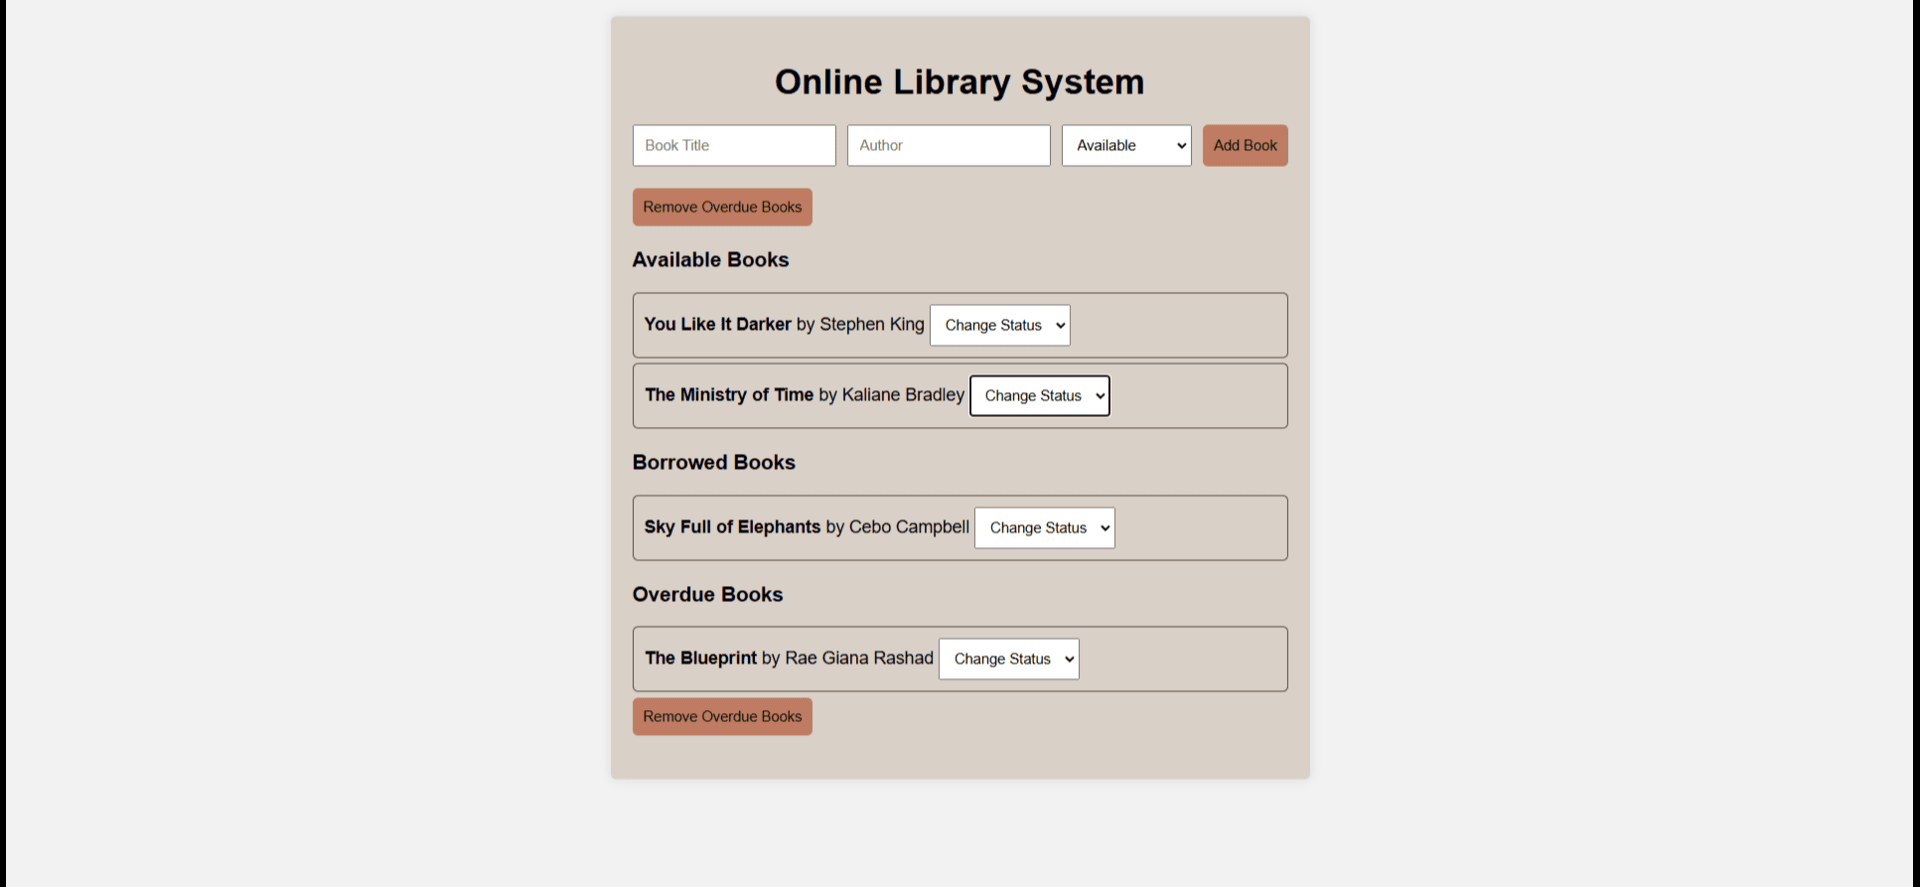 Online Library System
Book Title Author Available Add Book
Remove Overdue Books
Available Books
You Like It Darker by Stephen King Change Status
The Ministry of Time by Kaliane Bradley Change Status
Borrowed Books
Sky Full of Elephants by Cebo Campbell Change Status
Overdue Books
The Blueprint by Rae Giana Rashad Change Status
Remove Overdue Books